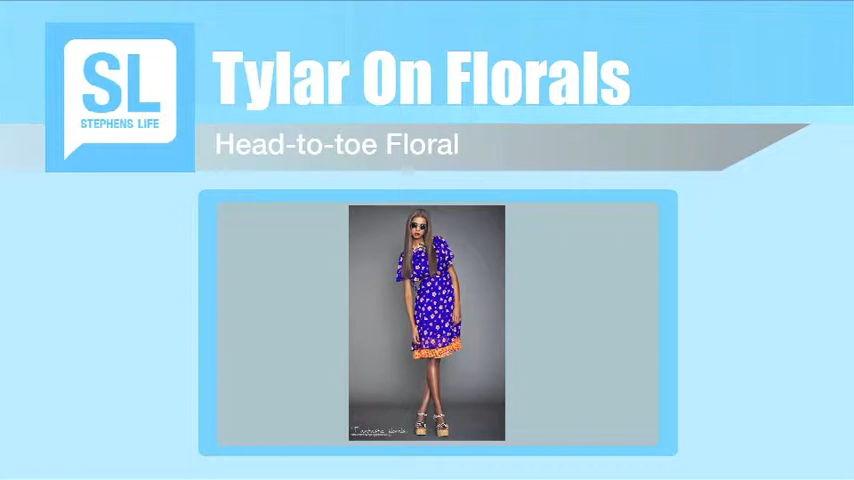 SL
STEPHENS LIFE
Tylar On Florals
Head-to-toe Floral